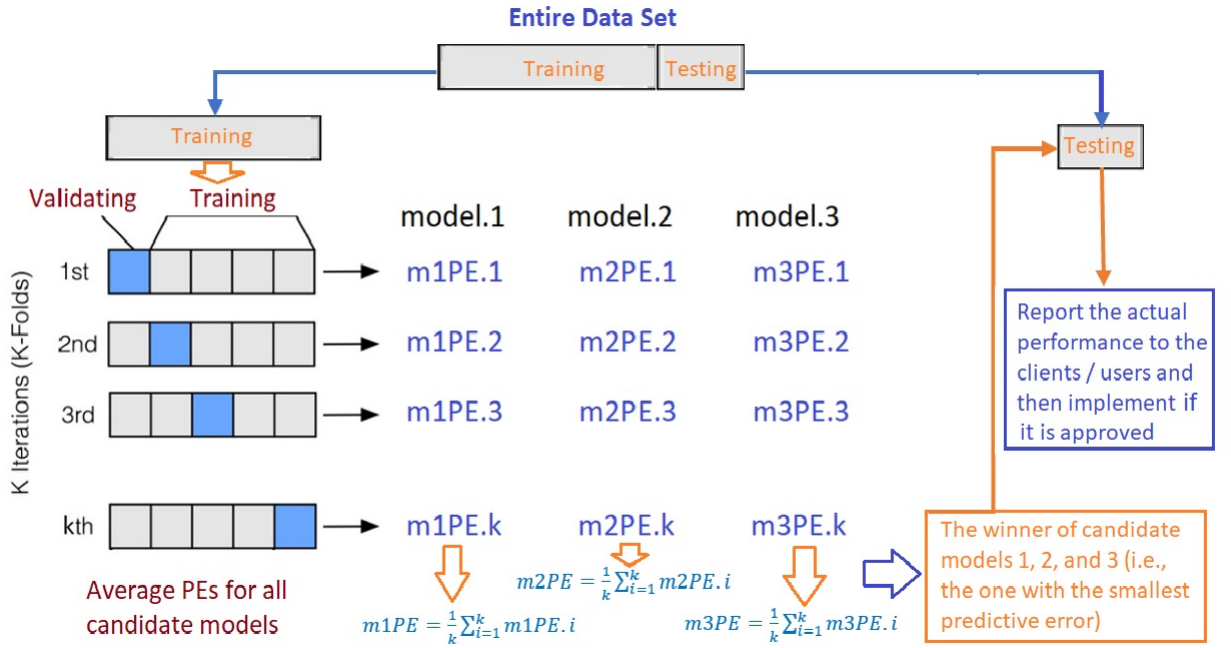 Entire Data Set
Training
Testing
Training
Testing
Validating
Training
model.1
model.2
model.3
K Iterations (K-Folds)
1st
m1PE.1
m2PE.1
m3PE.1
2nd
m1PE.2
m2PE.2
m3PE.2
3rd
m1PE.3
m2PE.3
m3PE.3
kth
m1PE.k
m2PE.k
m3PE.k
Report the actual
performance to the
clients / users and
then implement if
it is approved
Average PEs for all
candidate models
m1PE = 1/k ∑_{i=1}^{k} m1PE.i
m2PE = 1/k ∑_{i=1}^{k} m2PE.i
m3PE = 1/k ∑_{i=1}^{k} m3PE.i
The winner of candidate
models 1, 2, and 3 (i.e.,
the one with the smallest
predictive error)